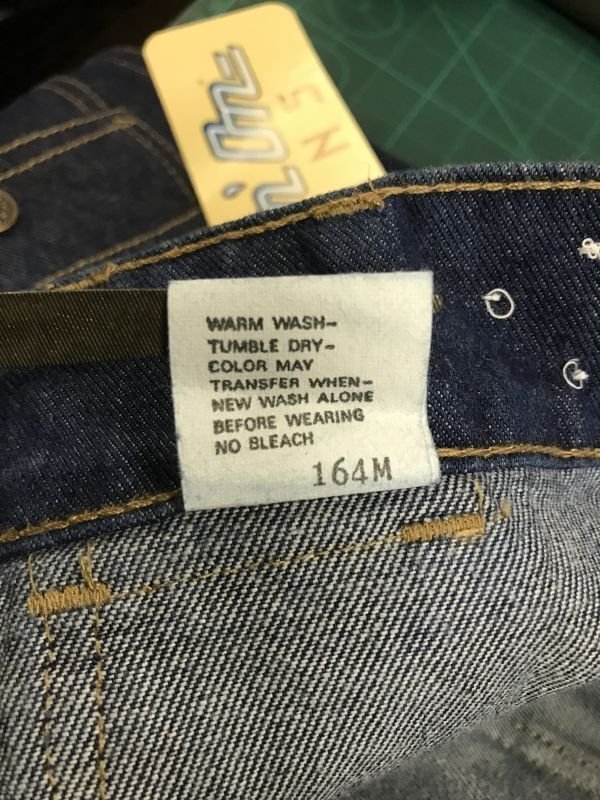 WARM WASH-
TUMBLE DRY-
COLOR MAY
TRANSFER WHEN-
NEW WASH ALONE
BEFORE WEARING
NO BLEACH
164M